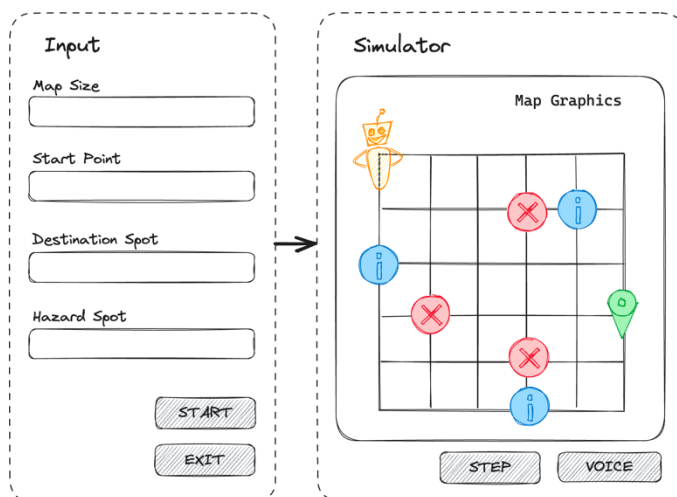 Input
Map Size
Start Point
Destination Spot
Hazard Spot
START
EXIT
Simulator
Map Graphics
i
i
i
STEP
VOICE